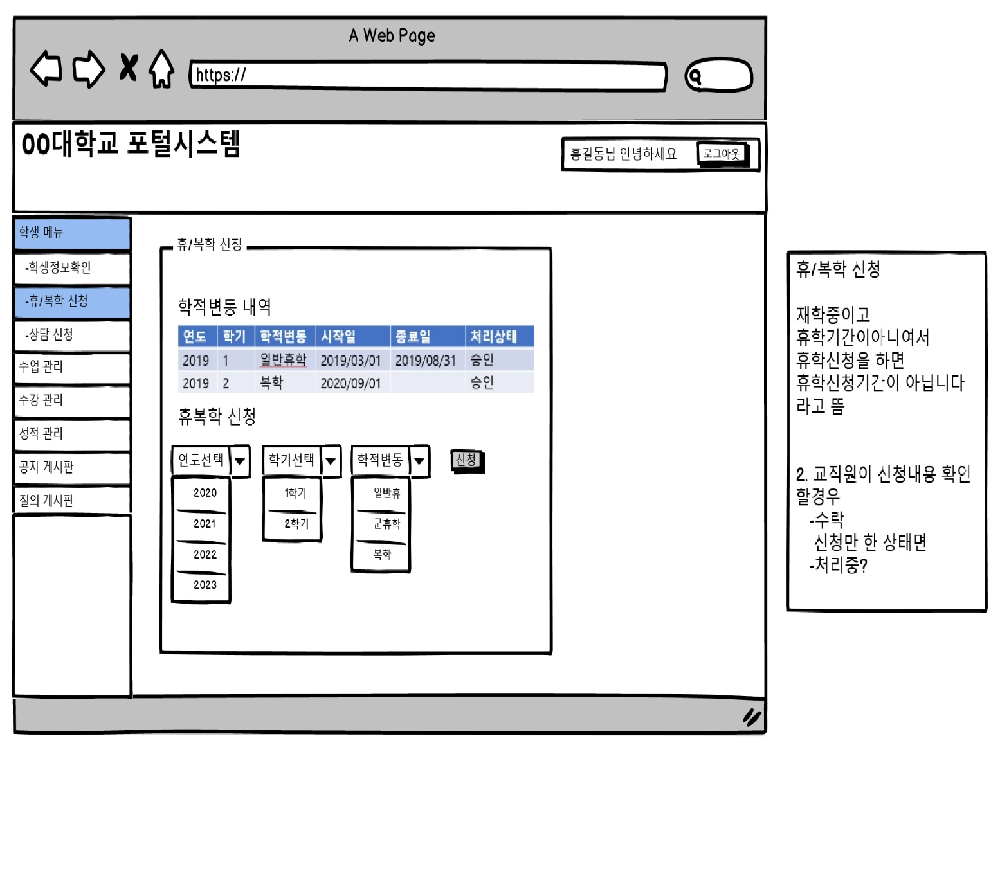 A Web Page
https://
00대학교 포털시스템
홍길동님 안녕하세요
로그아웃
학생 메뉴
-학생정보확인
-휴/복학 신청
-상담 신청
수업 관리
수강 관리
성적 관리
공지 게시판
질의 게시판
휴/복학 신청
학적변동 내역
연도 학기 학적변동 시작일 종료일 처리상태
2019 1 일반휴학 2019/03/01 2019/08/31 승인
2019 2 복학 2020/09/01 승인
휴복학 신청
연도선택 학기선택 학적변동 신청
2020 1학기 일반휴
2021 2학기 군휴학
2022 복학
2023
휴/복학 신청
재학중이고
휴학기간이아니여서
휴학신청을 하면
휴학신청기간이 아닙니다
라고 뜸
2. 교직원이 신청내용 확인
할경우
-수락
신청만 한 상태면
-처리중?